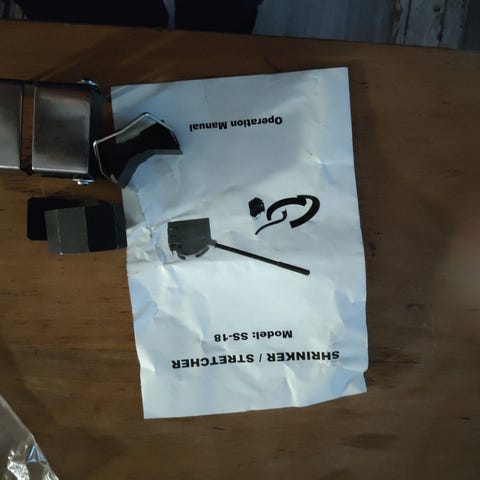 SHRINKER / STRETCHER
Model: SS-18
Operation Manual